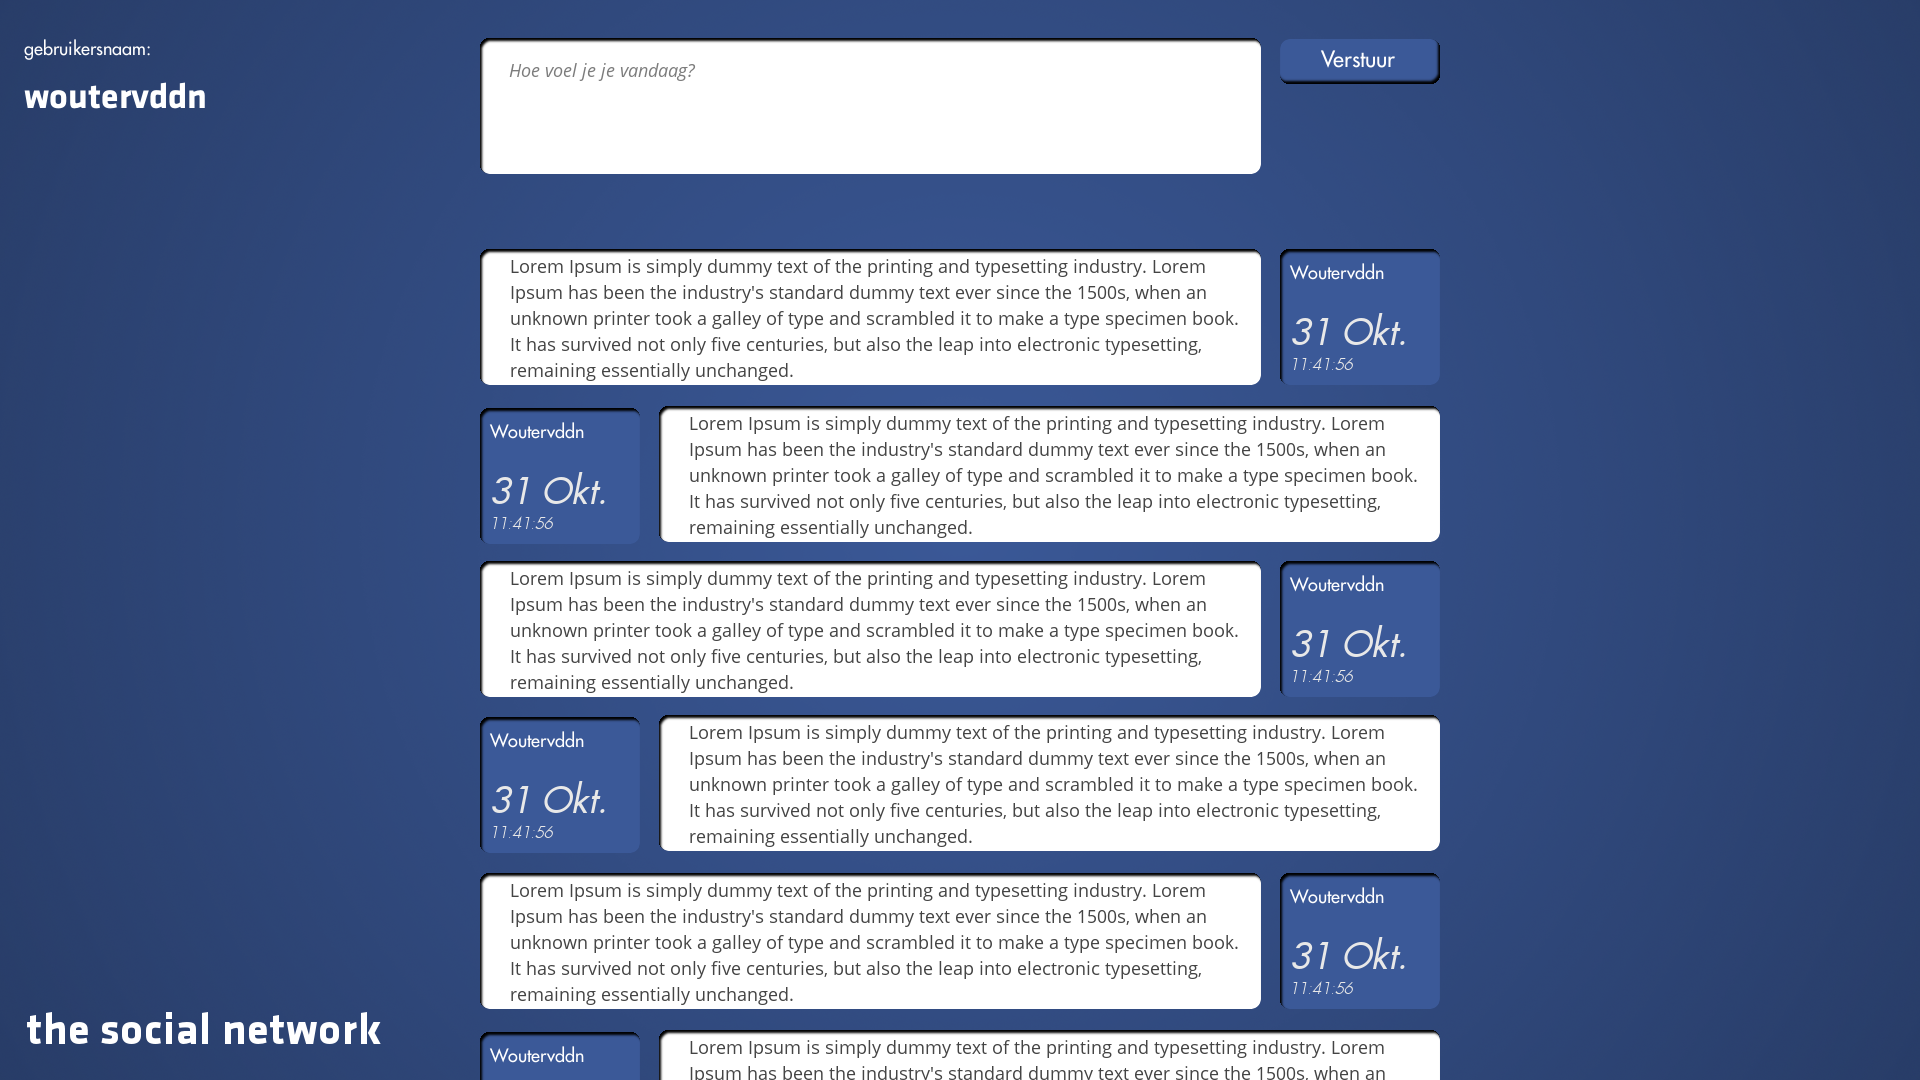 gebruikersnaam:
woutervddn
Hoe voel je je vandaag?
Verstuur
Lorem Ipsum is simply dummy text of the printing and typesetting industry. Lorem
Ipsum has been the industry's standard dummy text ever since the 1500s, when an
unknown printer took a galley of type and scrambled it to make a type specimen book.
It has survived not only five centuries, but also the leap into electronic typesetting,
remaining essentially unchanged.
Woutervddn
31 Okt.
11:41:56
Woutervddn
31 Okt.
11:41:56
Lorem Ipsum is simply dummy text of the printing and typesetting industry. Lorem
Ipsum has been the industry's standard dummy text ever since the 1500s, when an
unknown printer took a galley of type and scrambled it to make a type specimen book.
It has survived not only five centuries, but also the leap into electronic typesetting,
remaining essentially unchanged.
Lorem Ipsum is simply dummy text of the printing and typesetting industry. Lorem
Ipsum has been the industry's standard dummy text ever since the 1500s, when an
unknown printer took a galley of type and scrambled it to make a type specimen book.
It has survived not only five centuries, but also the leap into electronic typesetting,
remaining essentially unchanged.
Woutervddn
31 Okt.
11:41:56
Woutervddn
31 Okt.
11:41:56
Lorem Ipsum is simply dummy text of the printing and typesetting industry. Lorem
Ipsum has been the industry's standard dummy text ever since the 1500s, when an
unknown printer took a galley of type and scrambled it to make a type specimen book.
It has survived not only five centuries, but also the leap into electronic typesetting,
remaining essentially unchanged.
Lorem Ipsum is simply dummy text of the printing and typesetting industry. Lorem
Ipsum has been the industry's standard dummy text ever since the 1500s, when an
unknown printer took a galley of type and scrambled it to make a type specimen book.
It has survived not only five centuries, but also the leap into electronic typesetting,
remaining essentially unchanged.
Woutervddn
31 Okt.
11:41:56
the social network
Woutervddn
Lorem Ipsum is simply dummy text of the printing and typesetting industry. Lorem
Ipsum has been the industry's standard dummy text ever since the 1500s, when an